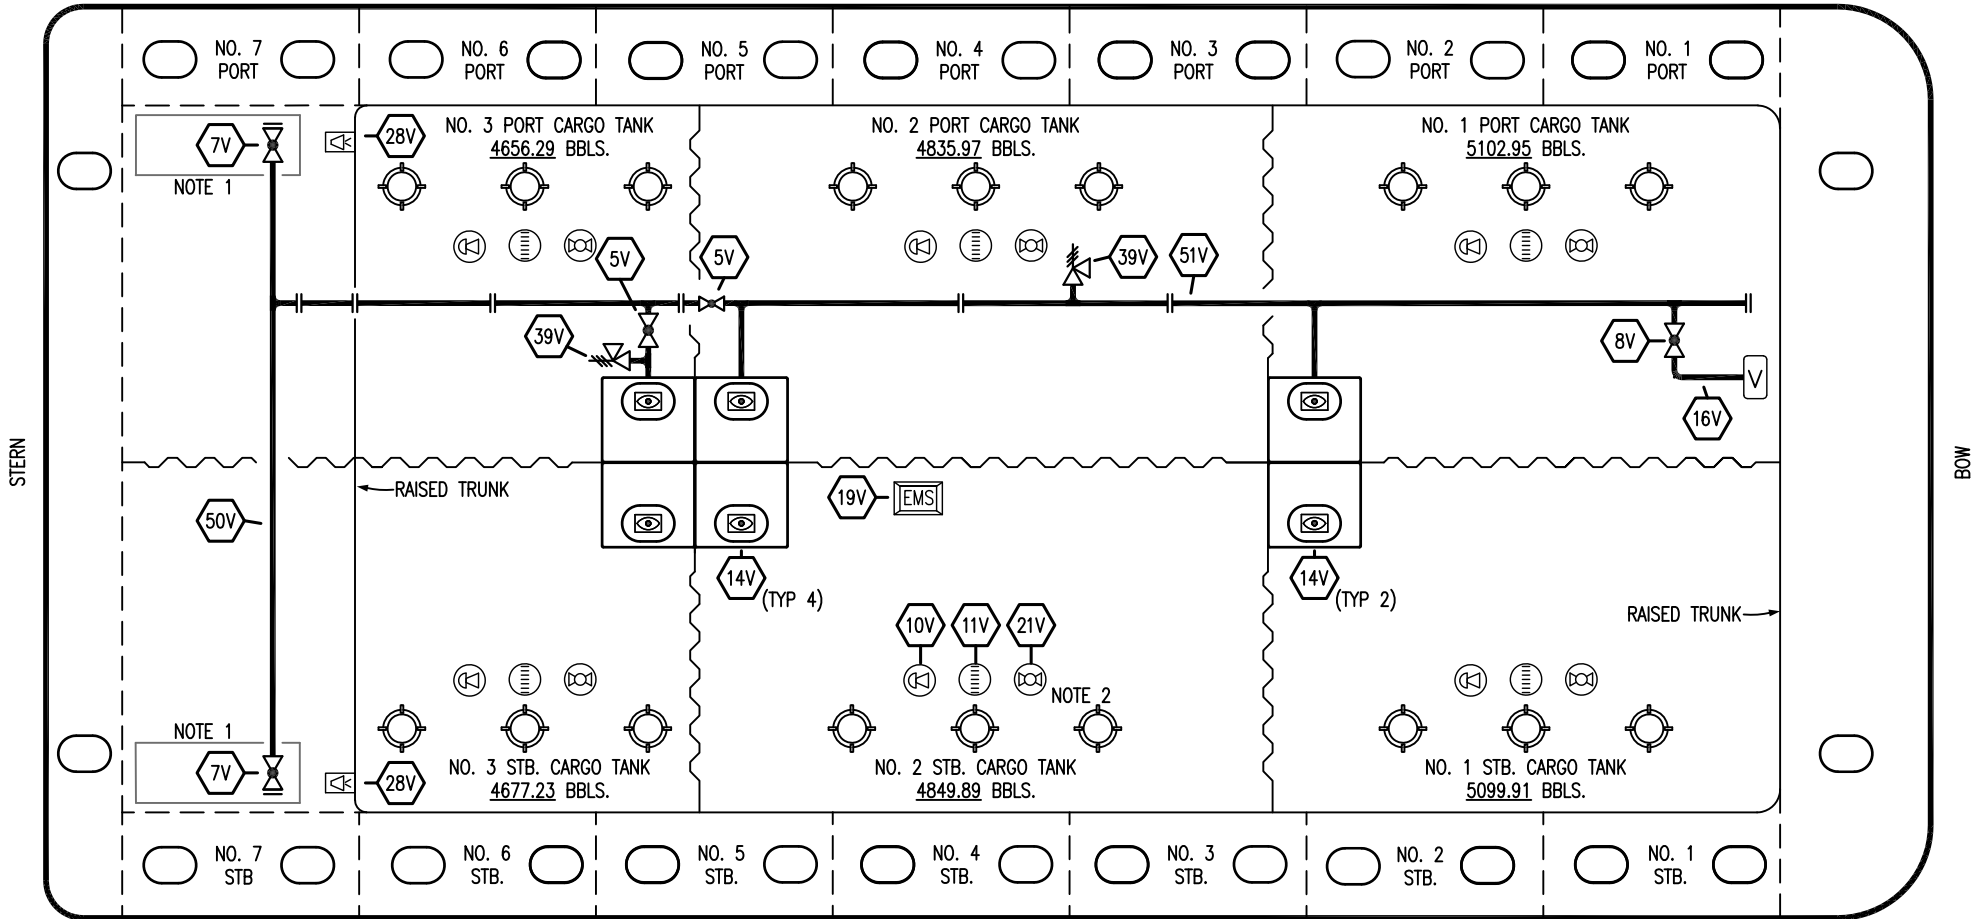 NO. 7
PORT
NO. 6
PORT
NO. 5
PORT
NO. 4
PORT
NO. 3
PORT
NO. 2
PORT
NO. 1
PORT
7V
NOTE 1
28V
NO. 3 PORT CARGO TANK
4656.29 BBLS.
NO. 2 PORT CARGO TANK
4835.97 BBLS.
NO. 1 PORT CARGO TANK
5102.95 BBLS.
5V
5V
39V
51V
39V
8V
V
16V
STERN
BOW
RAISED TRUNK
19V
EMS
50V
14V
(TYP 4)
14V
(TYP 2)
RAISED TRUNK
10V
11V
21V
NOTE 2
NOTE 1
7V
28V
NO. 3 STB. CARGO TANK
4677.23 BBLS.
NO. 2 STB. CARGO TANK
4849.89 BBLS.
NO. 1 STB. CARGO TANK
5099.91 BBLS.
NO. 7
STB
NO. 6
STB.
NO. 5
STB.
NO. 4
STB.
NO. 3
STB.
NO. 2
STB.
NO. 1
STB.